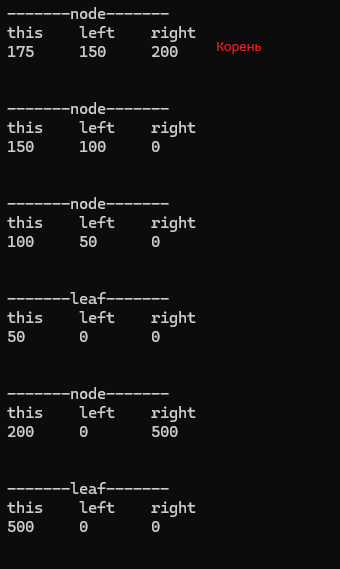 -------node-------
this left right
175 150 200 Корень
-------node-------
this left right
150 100 0
-------node-------
this left right
100 50 0
-------leaf-------
this left right
50 0 0
-------node-------
this left right
200 0 500
-------leaf-------
this left right
500 0 0